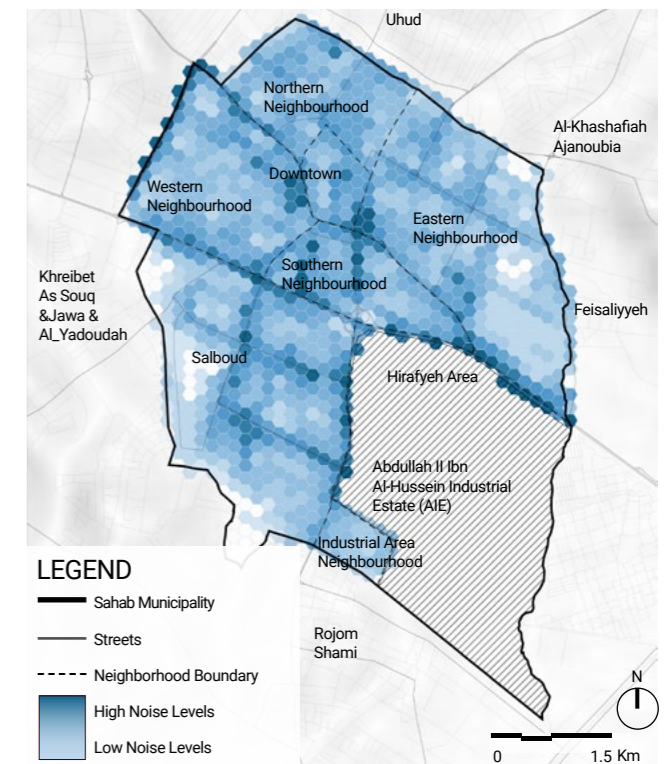 Uhud
Northern
Neighbourhood
Al-Khashafiah
Ajanoubia
Downtown
Western
Neighbourhood
Eastern
Neighbourhood
Southern
Neighbourhood
Khreibet
As Souq
&Jawa &
Al_Yadoudah
Feisaliyyeh
Salboud
Hirafyeh Area
Abdullah II Ibn
Al-Hussein Industrial
Estate (AIE)
Industrial Area
Neighbourhood
Rojom
Shami
LEGEND
Sahab Municipality
Streets
Neighborhood Boundary
High Noise Levels
Low Noise Levels
N
0 1.5 Km